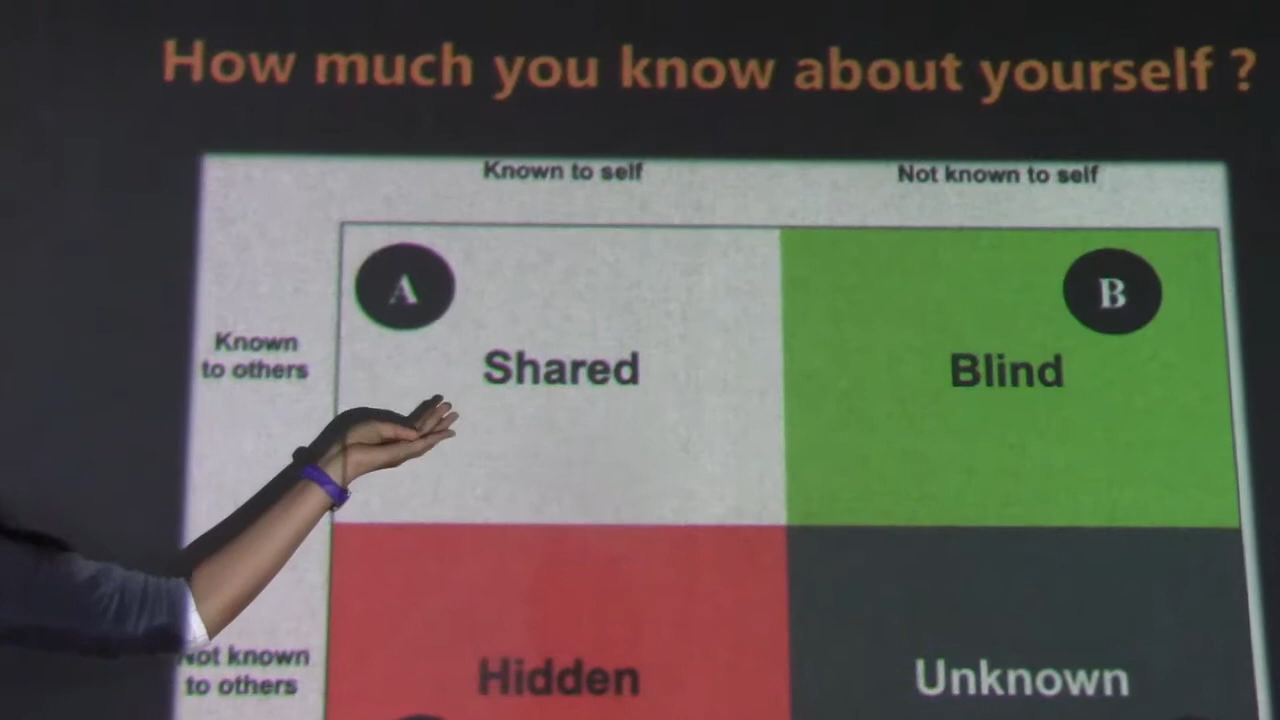 How much you know about yourself ?
Known to self
Not known to self
A
B
Known
to others
Shared
Blind
Not known
to others
Hidden
Unknown